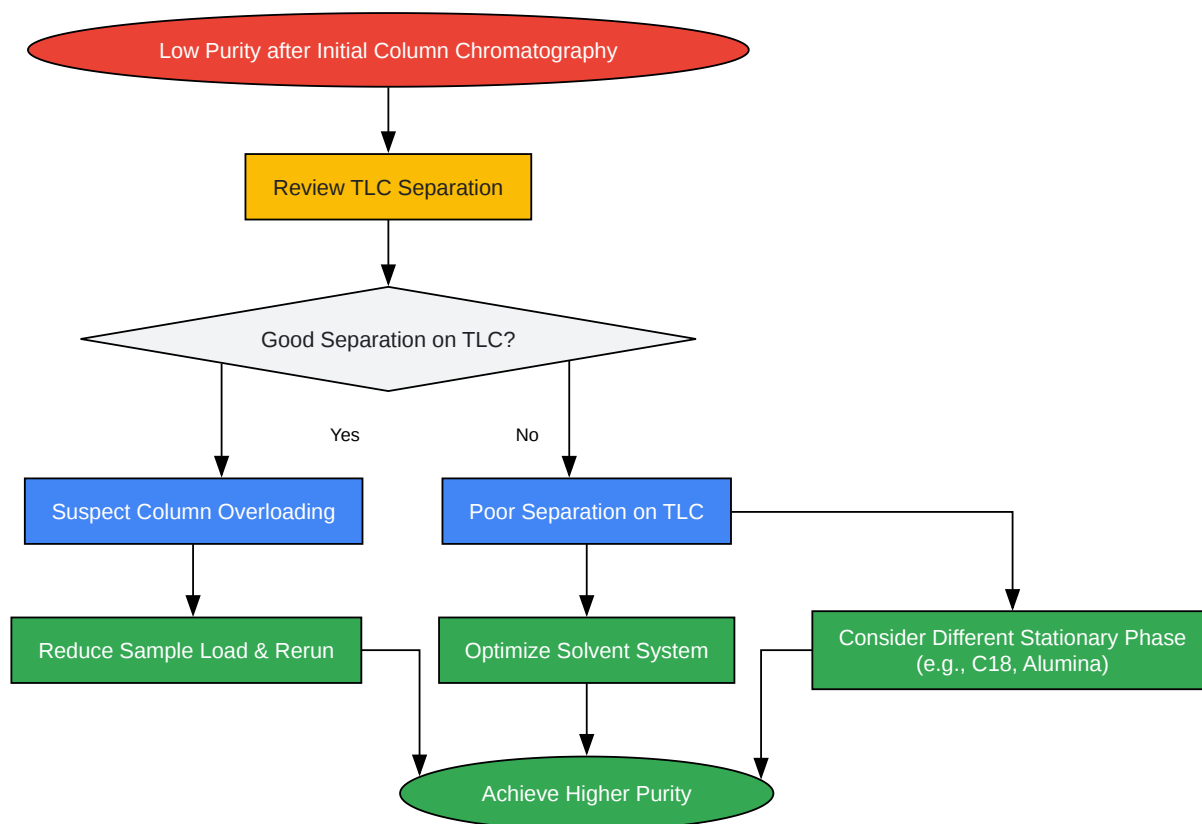 Low Purity after Initial Column Chromatography
Review TLC Separation
Good Separation on TLC?
Yes
No
Suspect Column Overloading
Poor Separation on TLC
Reduce Sample Load & Rerun
Optimize Solvent System
Consider Different Stationary Phase
(e.g., C18, Alumina)
Achieve Higher Purity